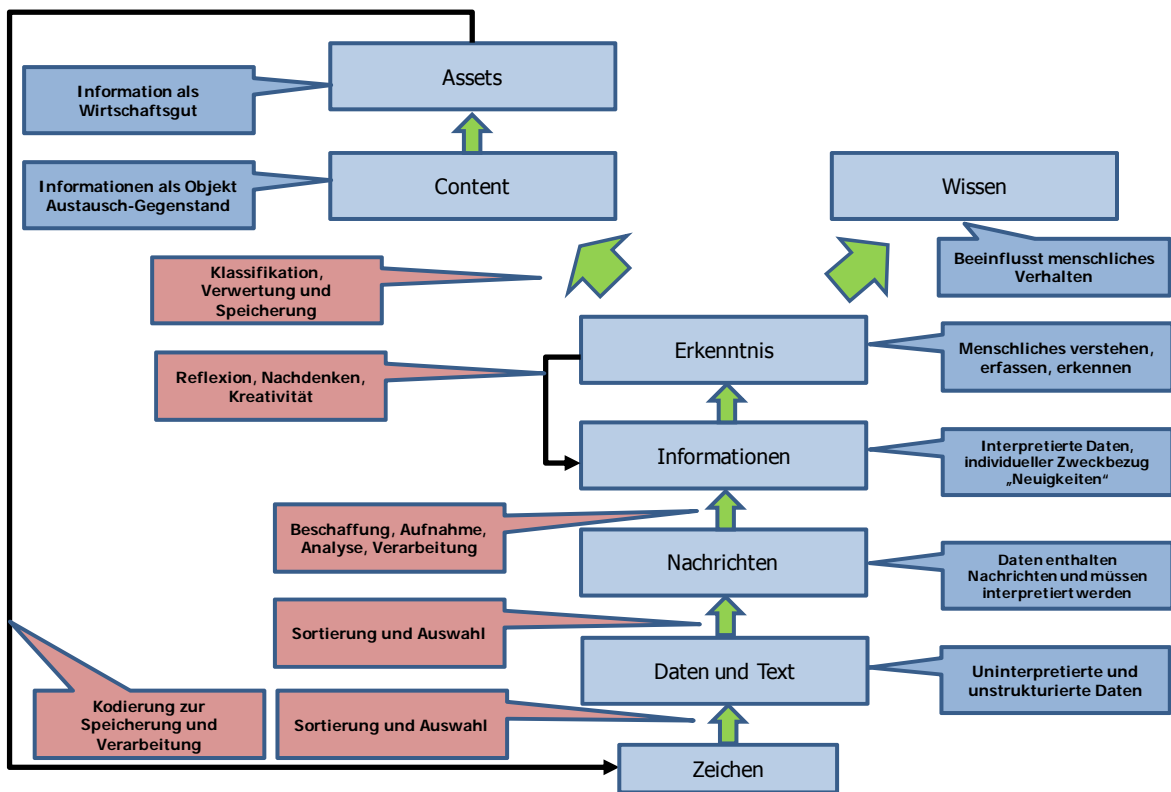 Assets
Information als
Wirtschaftsgut
Content
Informationen als Objekt
Austausch-Gegenstand
Wissen
Beeinflusst menschliches
Verhalten
Klassifikation,
Verwertung und
Speicherung
Erkenntnis
Menschliches verstehen,
erfassen, erkennen
Reflexion, Nachdenken,
Kreativität
Informationen
Interpretierte Daten,
individueller Zweckbezug
„Neuigkeiten“
Beschaffung, Aufnahme,
Analyse, Verarbeitung
Nachrichten
Daten enthalten
Nachrichten und müssen
interpretiert werden
Sortierung und Auswahl
Daten und Text
Uninterpretierte und
unstrukturierte Daten
Kodierung zur
Speicherung und
Verarbeitung
Sortierung und Auswahl
Zeichen